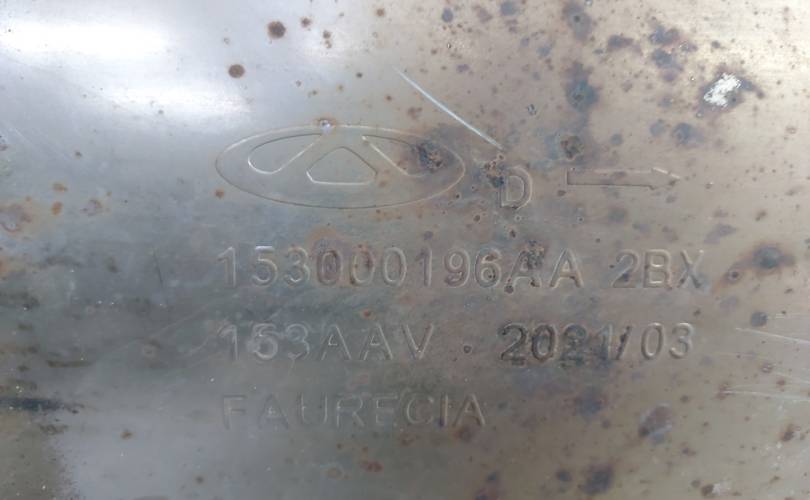 D
153000196AA 2BX
153AAV · 2021/03
FAURECIA